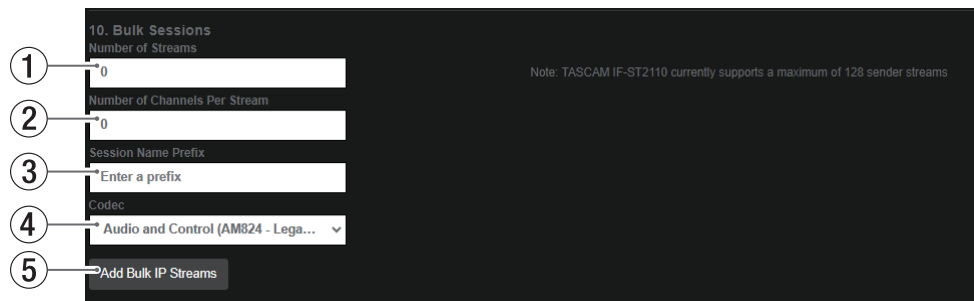 10. Bulk Sessions
Number of Streams
1
0
Note: TASCAM IF-ST2110 currently supports a maximum of 128 sender streams
Number of Channels Per Stream
2
0
Session Name Prefix
3
Enter a prefix
Codec
4
Audio and Control (AM824 - Lega...
5
Add Bulk IP Streams